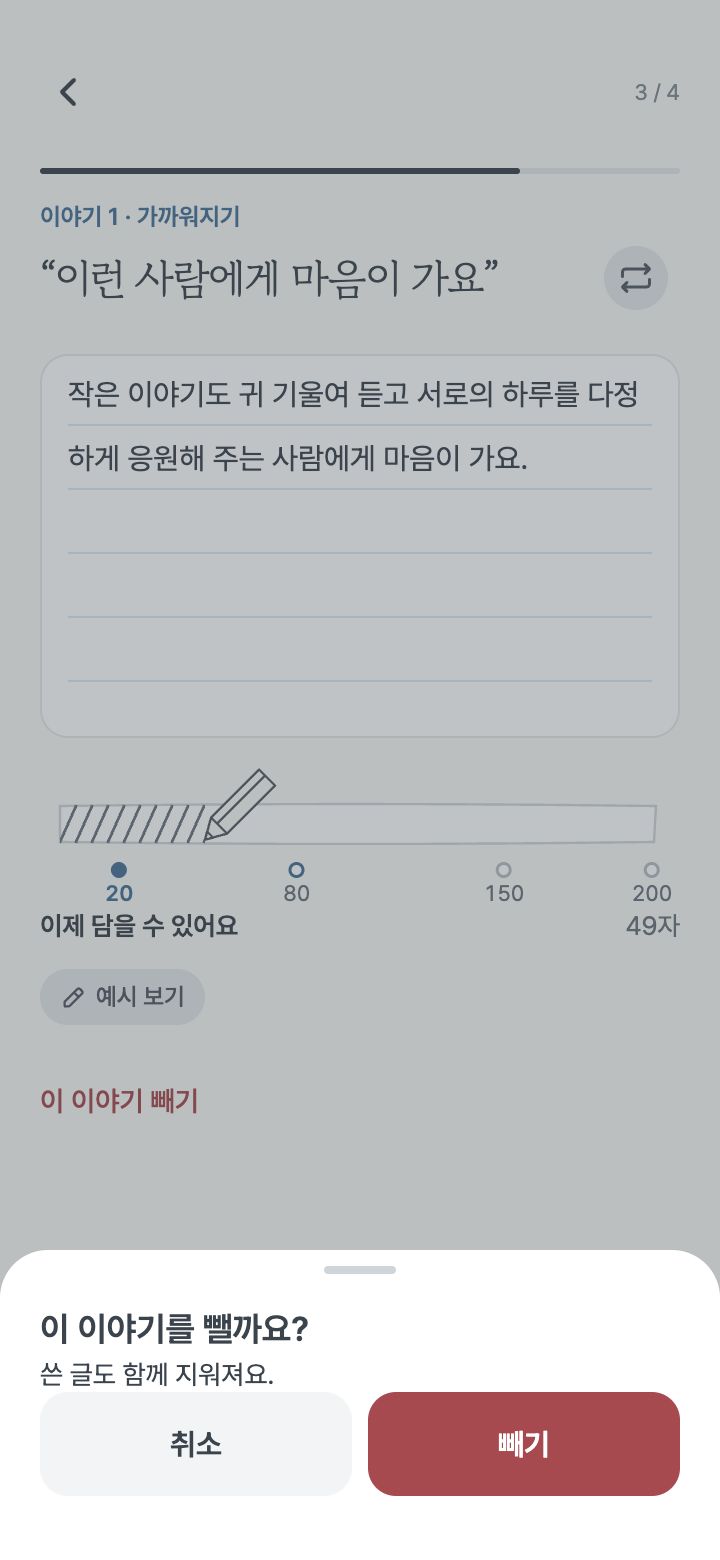 3 / 4
이야기 1 · 가까워지기
“이런 사람에게 마음이 가요”
작은 이야기도 귀 기울여 듣고 서로의 하루를 다정
하게 응원해 주는 사람에게 마음이 가요.
20 80 150 200
이제 담을 수 있어요 49자
예시 보기
이 이야기 빼기
이 이야기를 뺄까요?
쓴 글도 함께 지워져요.
취소 빼기